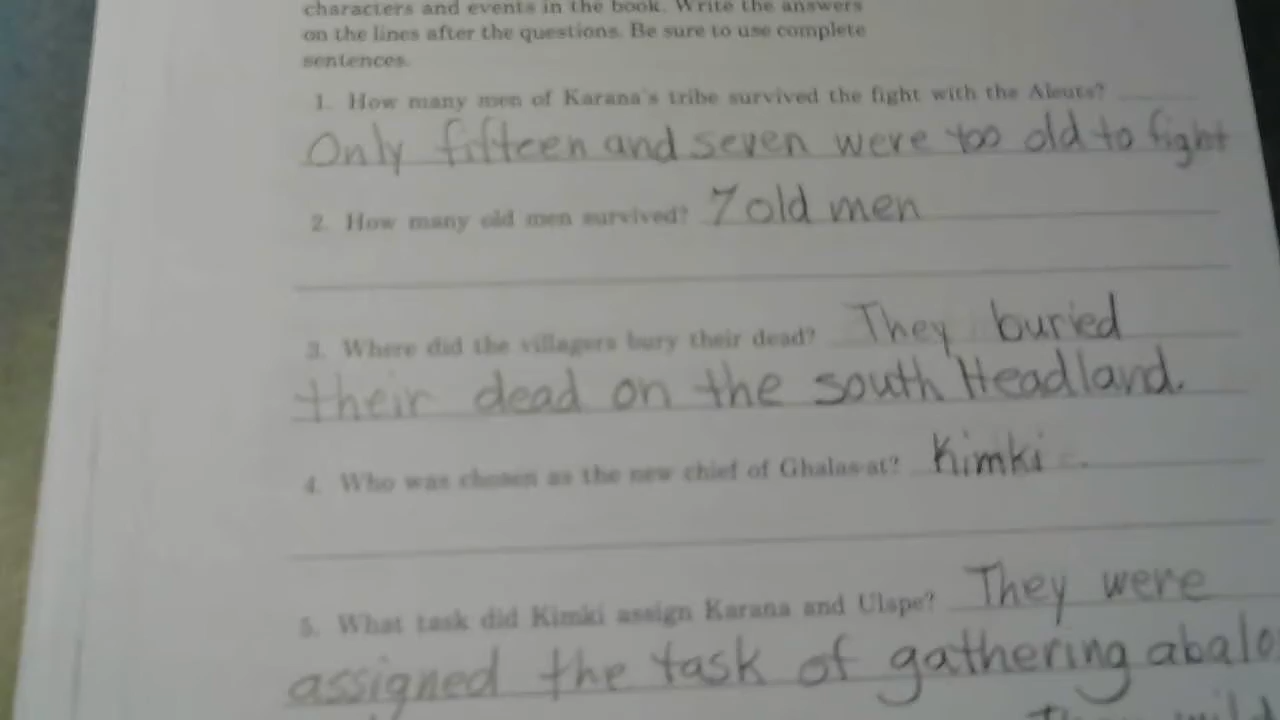 characters and events in the book. Write the answers
on the lines after the questions. Be sure to use complete
sentences.
1. How many men of Karana's tribe survived the fight with the Aleuts?
Only fifteen and seven were too old to fight
2. How many old men survived? 7 old men
3. Where did the villagers bury their dead? They buried
their dead on the south Headland.
4. Who was chosen as the new chief of Ghalas-at? Kimki
5. What task did Kimki assign Karana and Ulape? They were
assigned the task of gathering abalo